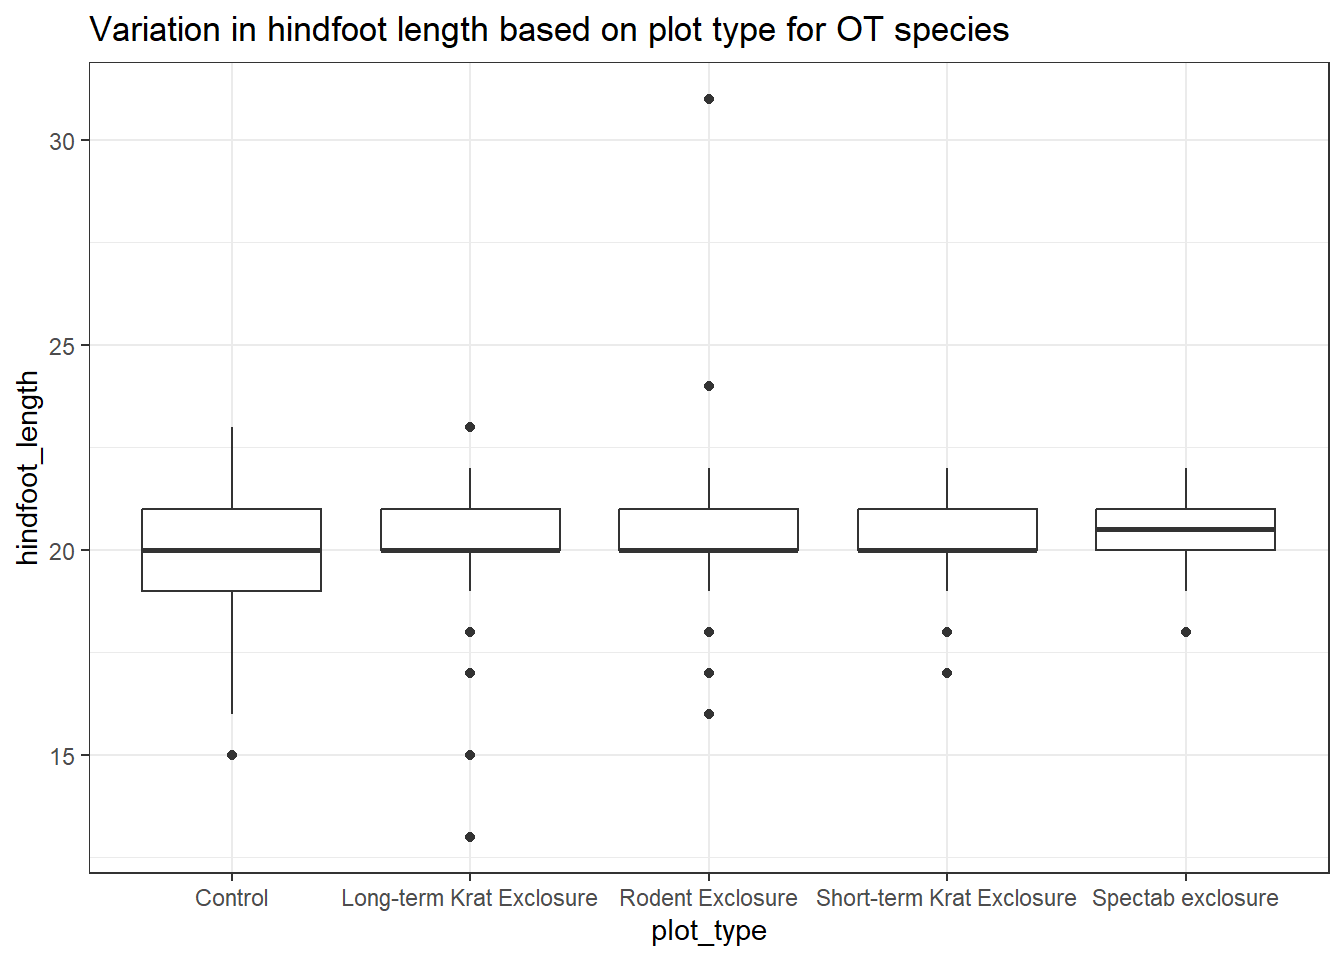 Variation in hindfoot length based on plot type for OT species
30
25
20
15
hindfoot_length
Control
Long-term Krat Exclosure
Rodent Exclosure
Short-term Krat Exclosure
Spectab exclosure
plot_type